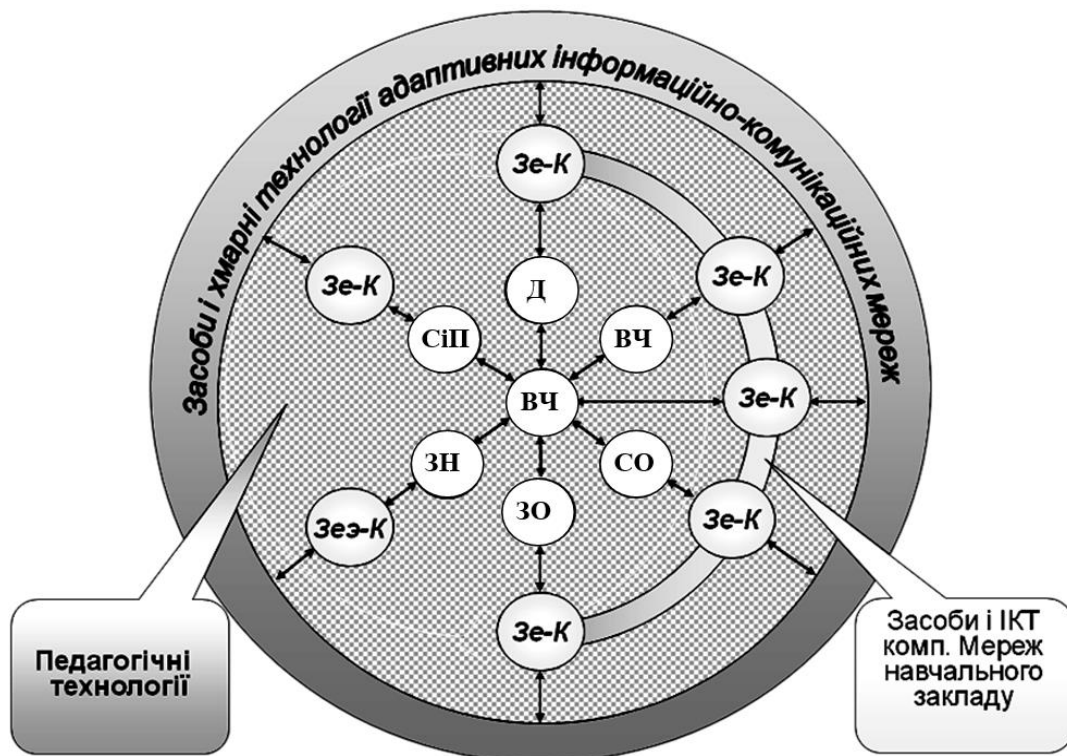 Засоби і хмарні технології адаптивних інформаційно-комунікаційних мереж
Зе-К
Зе-К
Зе-К
Д
СіП
ВЧ
ВЧ
Зе-К
ЗН
СО
ЗО
Зеэ-К
Зе-К
Зе-К
Педагогічні
технології
Засоби і ІКТ
комп. Мереж
навчального
закладу